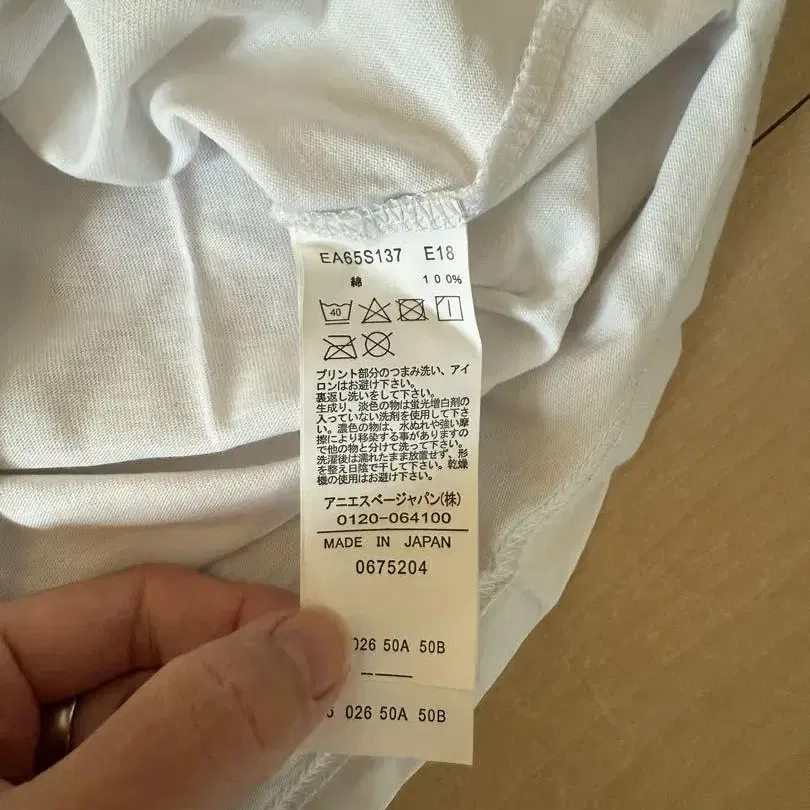 EA65S137 E18
綿 100%
40
プリント部分のつまみ洗い、アイ
ロンはお避け下さい。
裏返し洗いをして下さい。
生成り、淡色の物は蛍光増白剤の
入っていない洗剤を使用して下さ
い。濃色の物は、水ぬれや強い摩
擦により移染する事がありますの
で他の物と分けて洗って下さい。
洗濯後は濡れたまま放置せず、形
を整え日陰で干して下さい。乾燥
機の使用はお避け下さい。
アニエスベージャパン(株)
0120-064100
MADE IN JAPAN
0675204
026 50A 50B
026 50A 50B